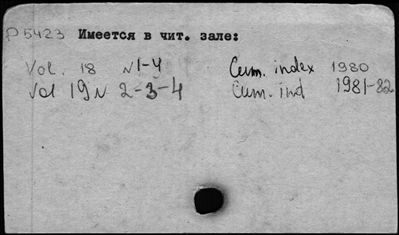 P5423 Имеется в чит. зале:
Vol. 18 N 1-4 Cum. index 1980
Vol 19 N 2-3-4 Cum. ind 1981-82